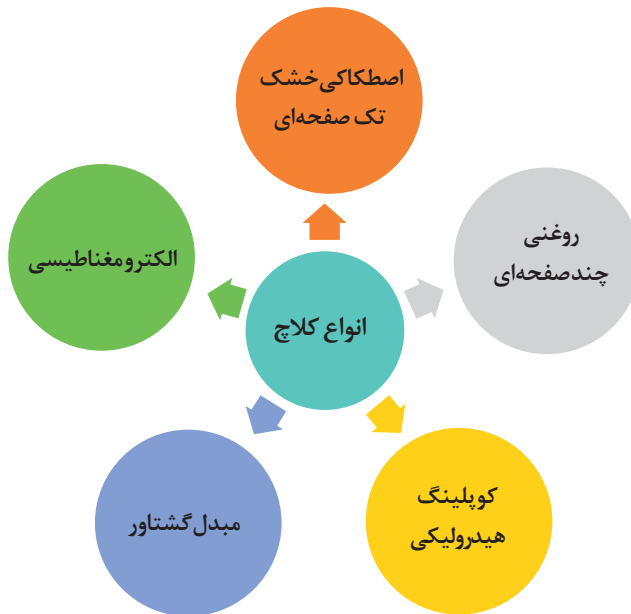 اصطکاکی خشک
تک صفحه‌ای
روغنی
چندصفحه‌ای
الکترومغناطیسی
انواع کلاچ
کوپلینگ
هیدرولیکی
مبدل گشتاور